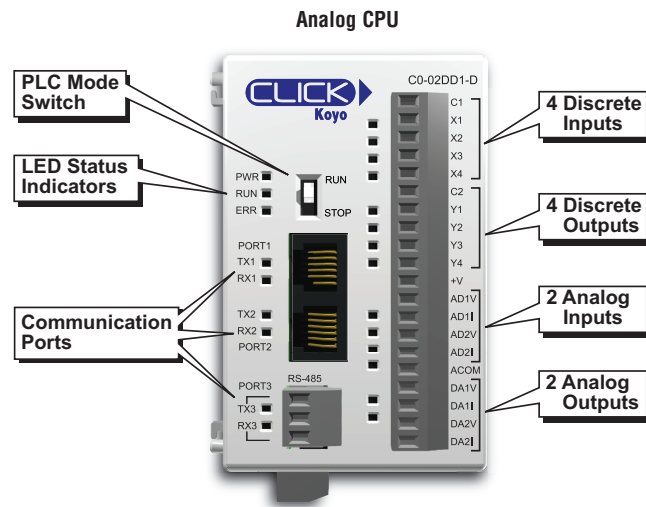 Analog CPU
PLC Mode
Switch
LED Status
Indicators
Communication
Ports
CLICK
Koyo
C0-02DD1-D
PWR
RUN
ERR
RUN
STOP
PORT1
TX1
RX1
TX2
RX2
PORT2
PORT3
RS-485
TX3
RX3
C1
X1
X2
X3
X4
C2
Y1
Y2
Y3
Y4
+V
AD1V
AD1I
AD2V
AD2I
ACOM
DA1V
DA1I
DA2V
DA2I
4 Discrete
Inputs
4 Discrete
Outputs
2 Analog
Inputs
2 Analog
Outputs